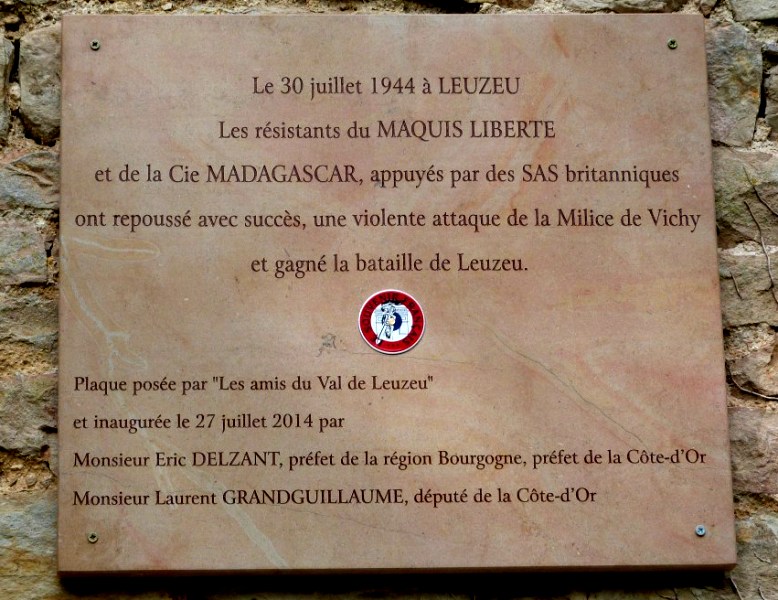 Le 30 juillet 1944 à LEUZEU
Les résistants du MAQUIS LIBERTE
et de la Cie MADAGASCAR, appuyés par des SAS britanniques
ont repoussé avec succès, une violente attaque de la Milice de Vichy
et gagné la bataille de Leuzeu.
Plaque posée par "Les amis du Val de Leuzeu"
et inaugurée le 27 juillet 2014 par
Monsieur Eric DELZANT, préfet de la région Bourgogne, préfet de la Côte-d'Or
Monsieur Laurent GRANDGUILLAUME, député de la Côte-d'Or